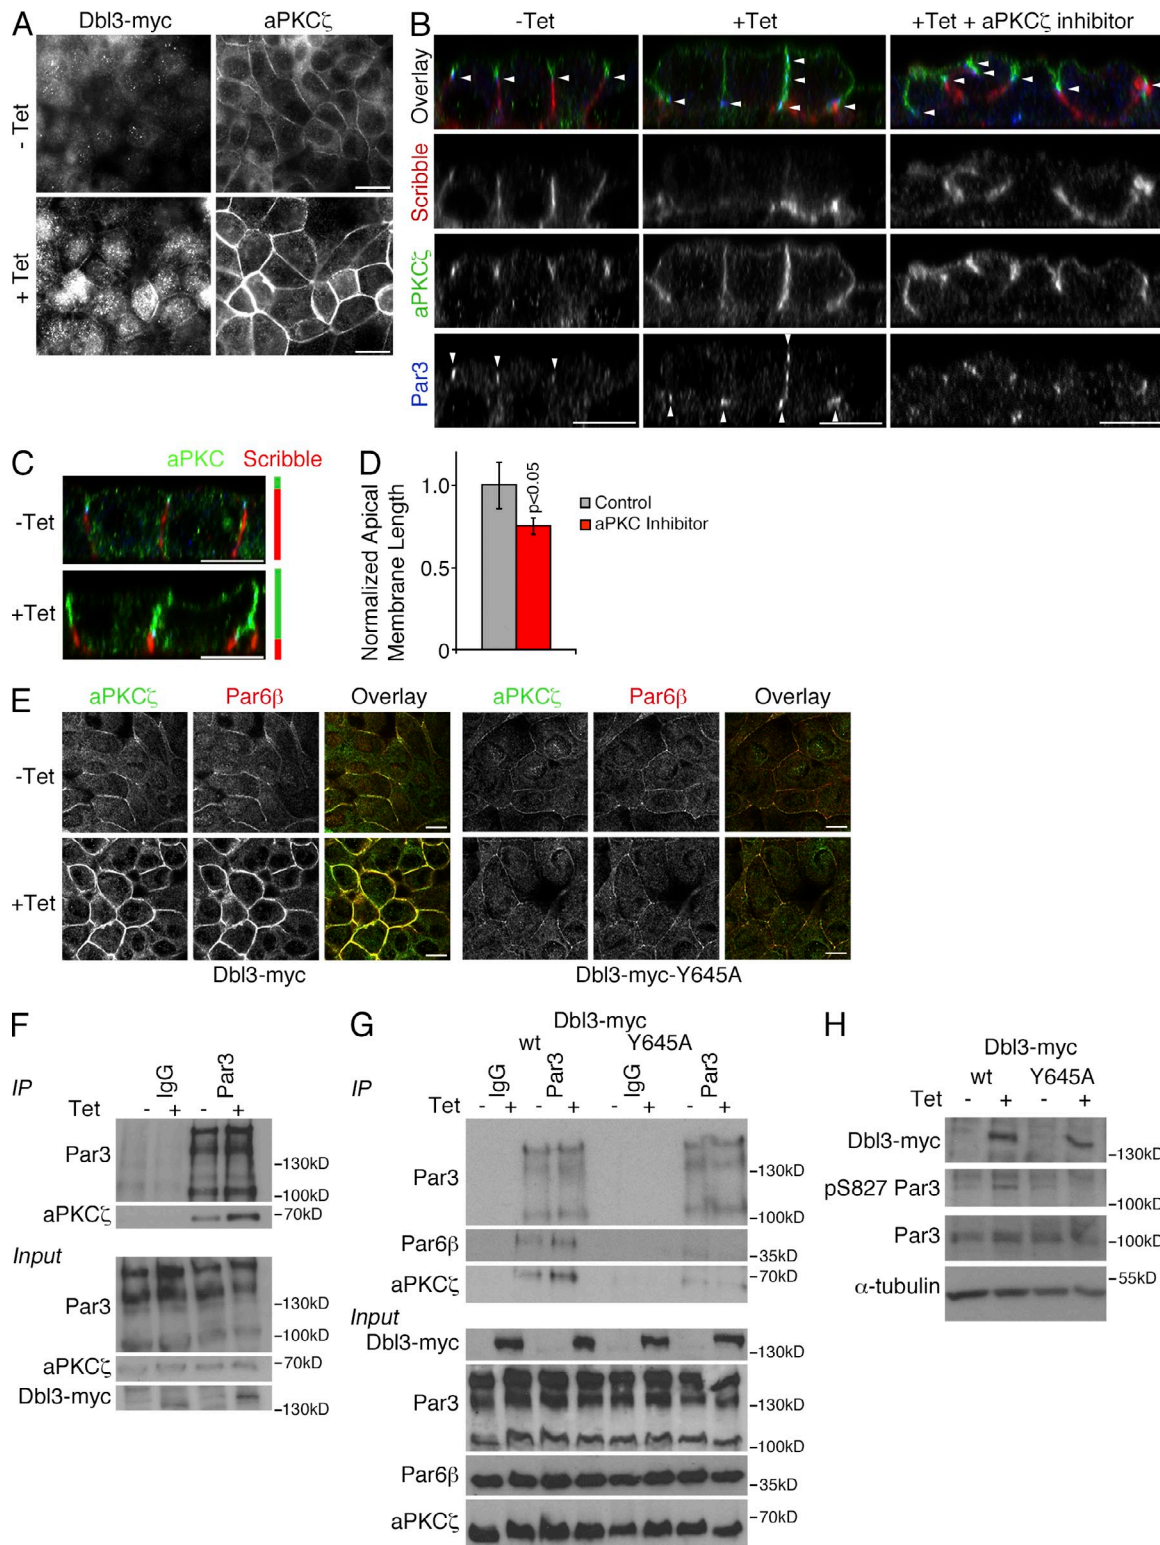 A
Dbl3-myc aPKCζ
- Tet
+ Tet
B
-Tet +Tet +Tet + aPKCζ inhibitor
Overlay
Scribble
aPKCζ
Par3
C
aPKC Scribble
-Tet
+Tet
D
Normalized Apical
Membrane Length
1.0
0.5
0
p<0.05
Control
aPKC Inhibitor
E
aPKCζ Par6β Overlay aPKCζ Par6β Overlay
-Tet
+Tet
Dbl3-myc Dbl3-myc-Y645A
F
IP IgG Par3
Tet - + - +
Par3
-130kD
-100kD
aPKCζ -70kD
Input
Par3
-130kD
-100kD
aPKCζ -70kD
Dbl3-myc
-130kD
G
Dbl3-myc
wt Y645A
IP IgG Par3 IgG Par3
Tet - + - + - + - +
Par3
-130kD
-100kD
Par6β
-35kD
aPKCζ -70kD
Input
Dbl3-myc -130kD
Par3
-130kD
-100kD
Par6β -35kD
aPKCζ -70kD
H
Dbl3-myc
wt Y645A
Tet - + - +
Dbl3-myc -130kD
pS827 Par3
-100kD
Par3 -100kD
α-tubulin -55kD